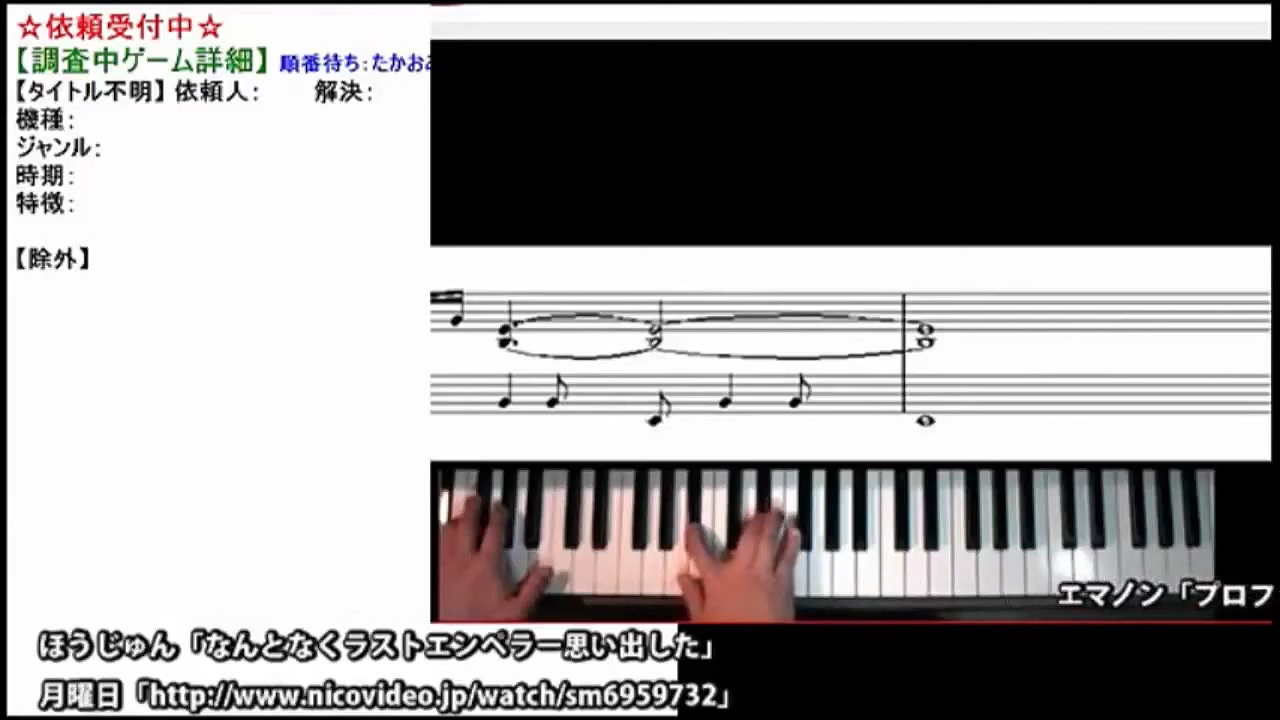 ☆依頼受付中☆
【調査中ゲーム詳細】 順番待ち:たかおみ
【タイトル不明】 依頼人: 解決:
機種:
ジャンル:
時期:
特徴:
【除外】
エマノン「プロフ
ほうじゅん「なんとなくラストエンペラー思い出した」
月曜日「http://www.nicovideo.jp/watch/sm6959732」